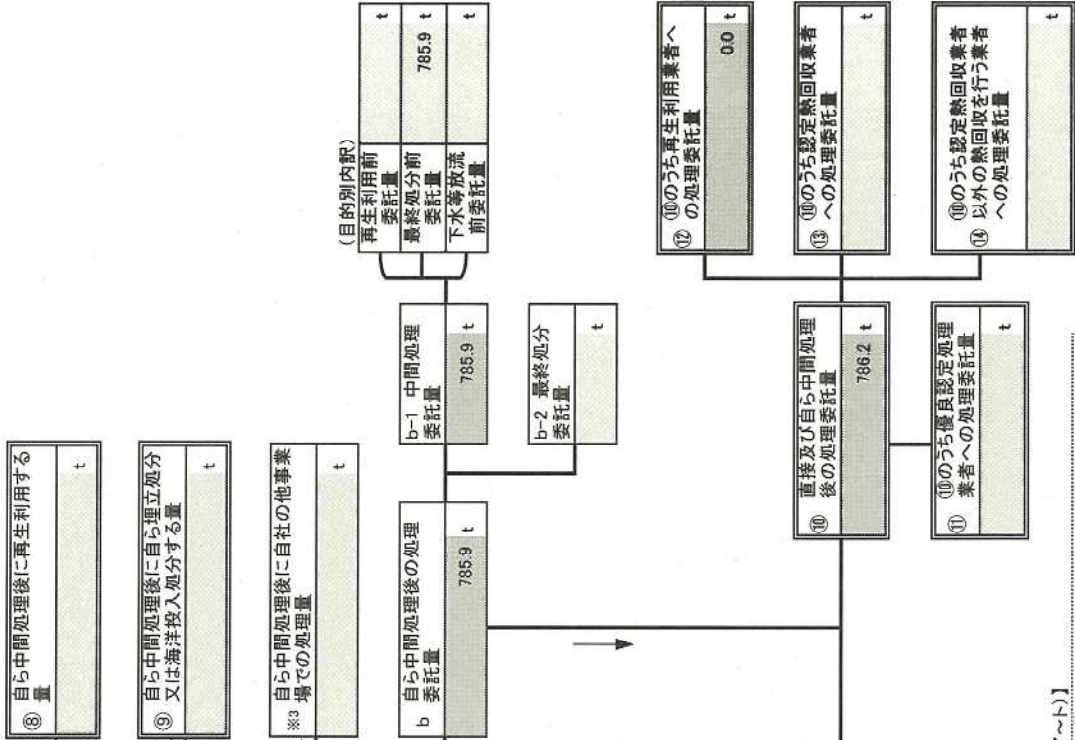 ⑧ 自ら中間処理後に再生利用する
量
t
⑨ 自ら中間処理後に自ら埋立処分
又は海洋投入処分する量
t
※3 自ら中間処理後に自社の他事業
場での処理量
t
b 自ら中間処理後の処理
委託量
785.9 t
b-1 中間処理
委託量
785.9 t
b-2 最終処分
委託量
t
(目的別内訳)
再生利用前
委託量
t
最終処分前
委託量
785.9 t
下水等放流
前委託量
t
⑩ 直接及び自ら中間処理
後の処理委託量
786.2 t
⑪ ⑩のうち優良認定処理
業者への処理委託量
t
⑫ ⑩のうち再生利用業者へ
の処理委託量
0.0 t
⑬ ⑩のうち認定熱回収業者
への処理委託量
t
⑭ ⑩のうち認定熱回収業者
以外の熱回収を行う業者
への処理委託量
t
~ト)】